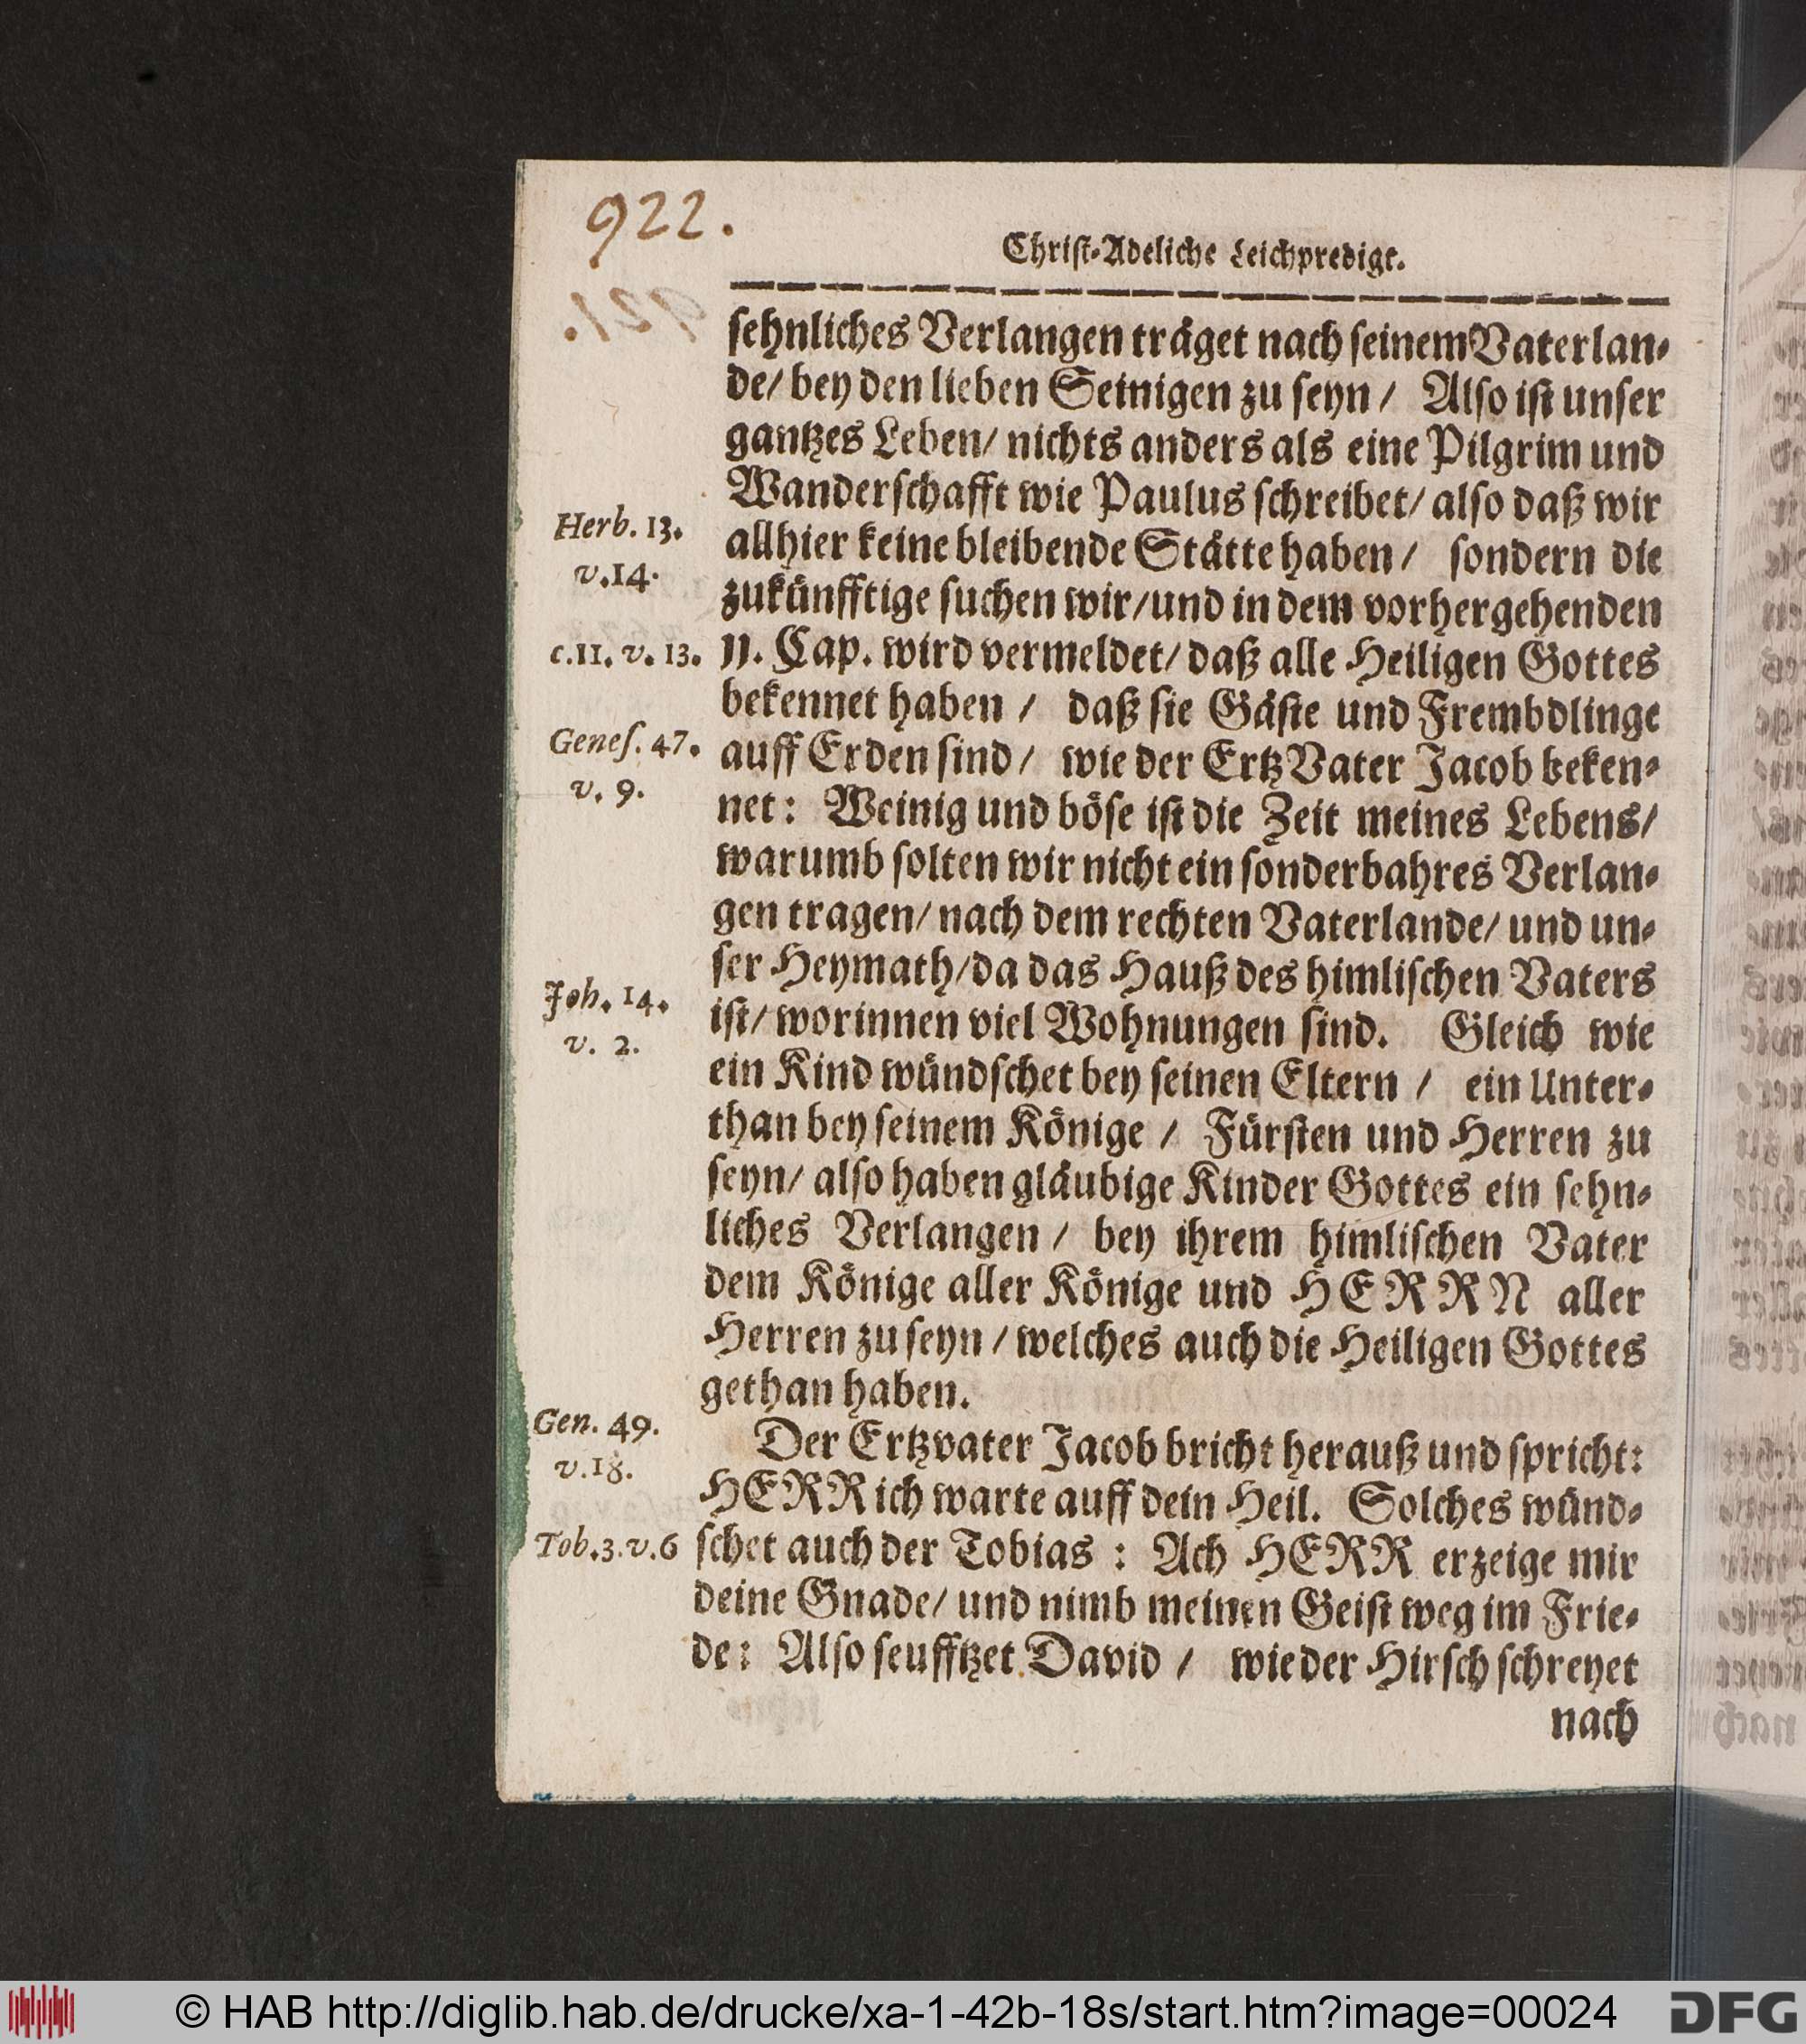 922.
Christ-Adeliche Leichpredigt.
sehnliches Verlangen träget nach seinem Vaterlan-
de/ bey den lieben Seinigen zu seyn / Also ist unser
gantzes Leben/ nichts anders als eine Pilgrim und
Wanderschafft wie Paulus schreibet/ also daß wir
Herb. 13.
v.14.
allhier keine bleibende Stätte haben / sondern die
zukünfftige suchen wir/und in dem vorhergehenden
c.11. v. 13.
11. Cap. wird vermeldet/ daß alle Heiligen Gottes
bekennet haben / daß sie Gäste und Frembdlinge
Genes. 47.
v. 9.
auff Erden sind / wie der Ertz Vater Jacob beken-
net: Weinig und böse ist die Zeit meines Lebens/
warumb solten wir nicht ein sonderbahres Verlan-
gen tragen/ nach dem rechten Vaterlande/ und un-
ser Heymath/da das Hauß des himlischen Vaters
Joh. 14.
v. 2.
ist/ worinnen viel Wohnungen sind. Gleich wie
ein Kind wündschet bey seinen Eltern / ein Unter-
than bey seinem Könige / Fürsten und Herren zu
seyn/ also haben gläubige Kinder Gottes ein sehn-
liches Verlangen / bey ihrem himlischen Vater
dem Könige aller Könige und HERRN aller
Herren zu seyn / welches auch die Heiligen Gottes
gethan haben.
Gen. 49.
v.18.
Der Ertzvater Jacob bricht herauß und spricht:
HERR ich warte auff dein Heil. Solches wünd-
Tob.3.v.6
schet auch der Tobias : Ach HERR erzeige mir
deine Gnade/ und nimb meinen Geist weg im Frie-
de: Also seufftzet David / wie der Hirsch schreyet
nach
© HAB http://diglib.hab.de/drucke/xa-1-42b-18s/start.htm?image=00024
DFG